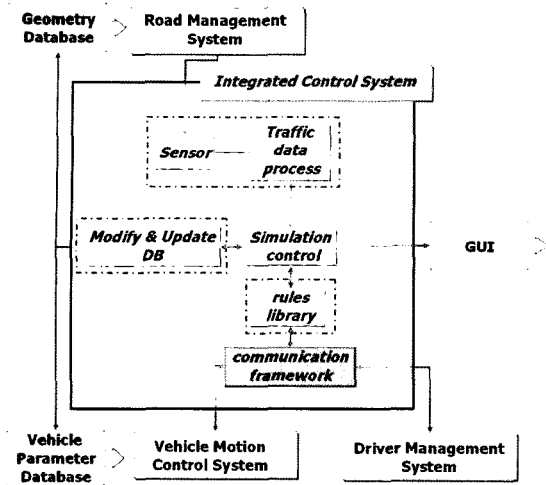 Geometry
Database
Road Management
System
Integrated Control System
Sensor
Traffic
data
process
Modify & Update
DB
Simulation
control
GUI
rules
library
communication
framework
Vehicle
Parameter
Database
Vehicle Motion
Control System
Driver Management
System